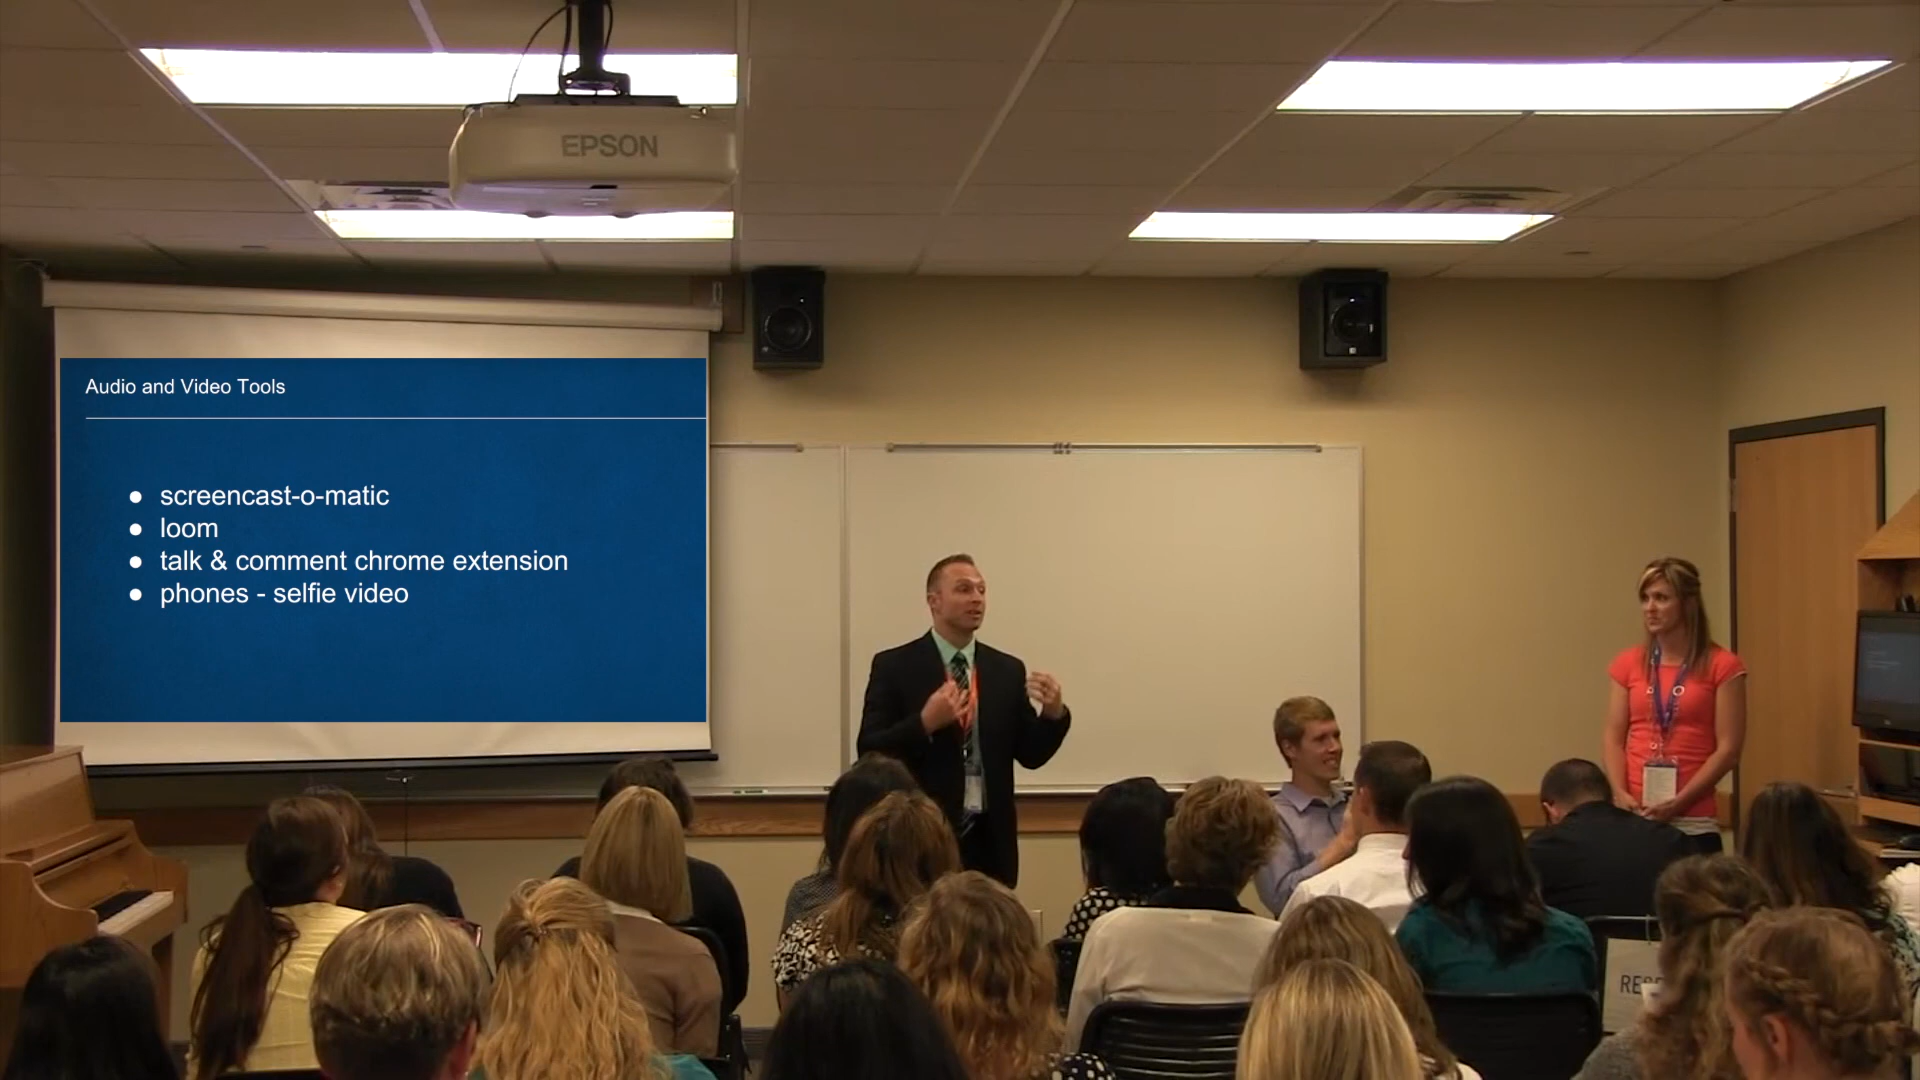 EPSON
Audio and Video Tools
● screencast-o-matic
● loom
● talk & comment chrome extension
● phones - selfie video